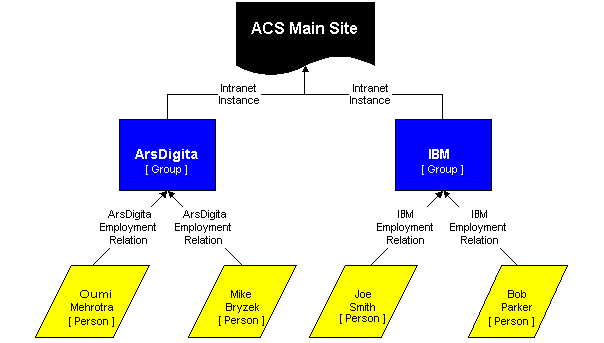 ACS Main Site
Intranet
Instance
Intranet
Instance
ArsDigita
[ Group ]
IBM
[ Group ]
ArsDigita
Employment
Relation
ArsDigita
Employment
Relation
IBM
Employment
Relation
IBM
Employment
Relation
Oumi
Mehrotra
[ Person ]
Mike
Bryzek
[ Person ]
Joe
Smith
[ Person ]
Bob
Parker
[ Person ]